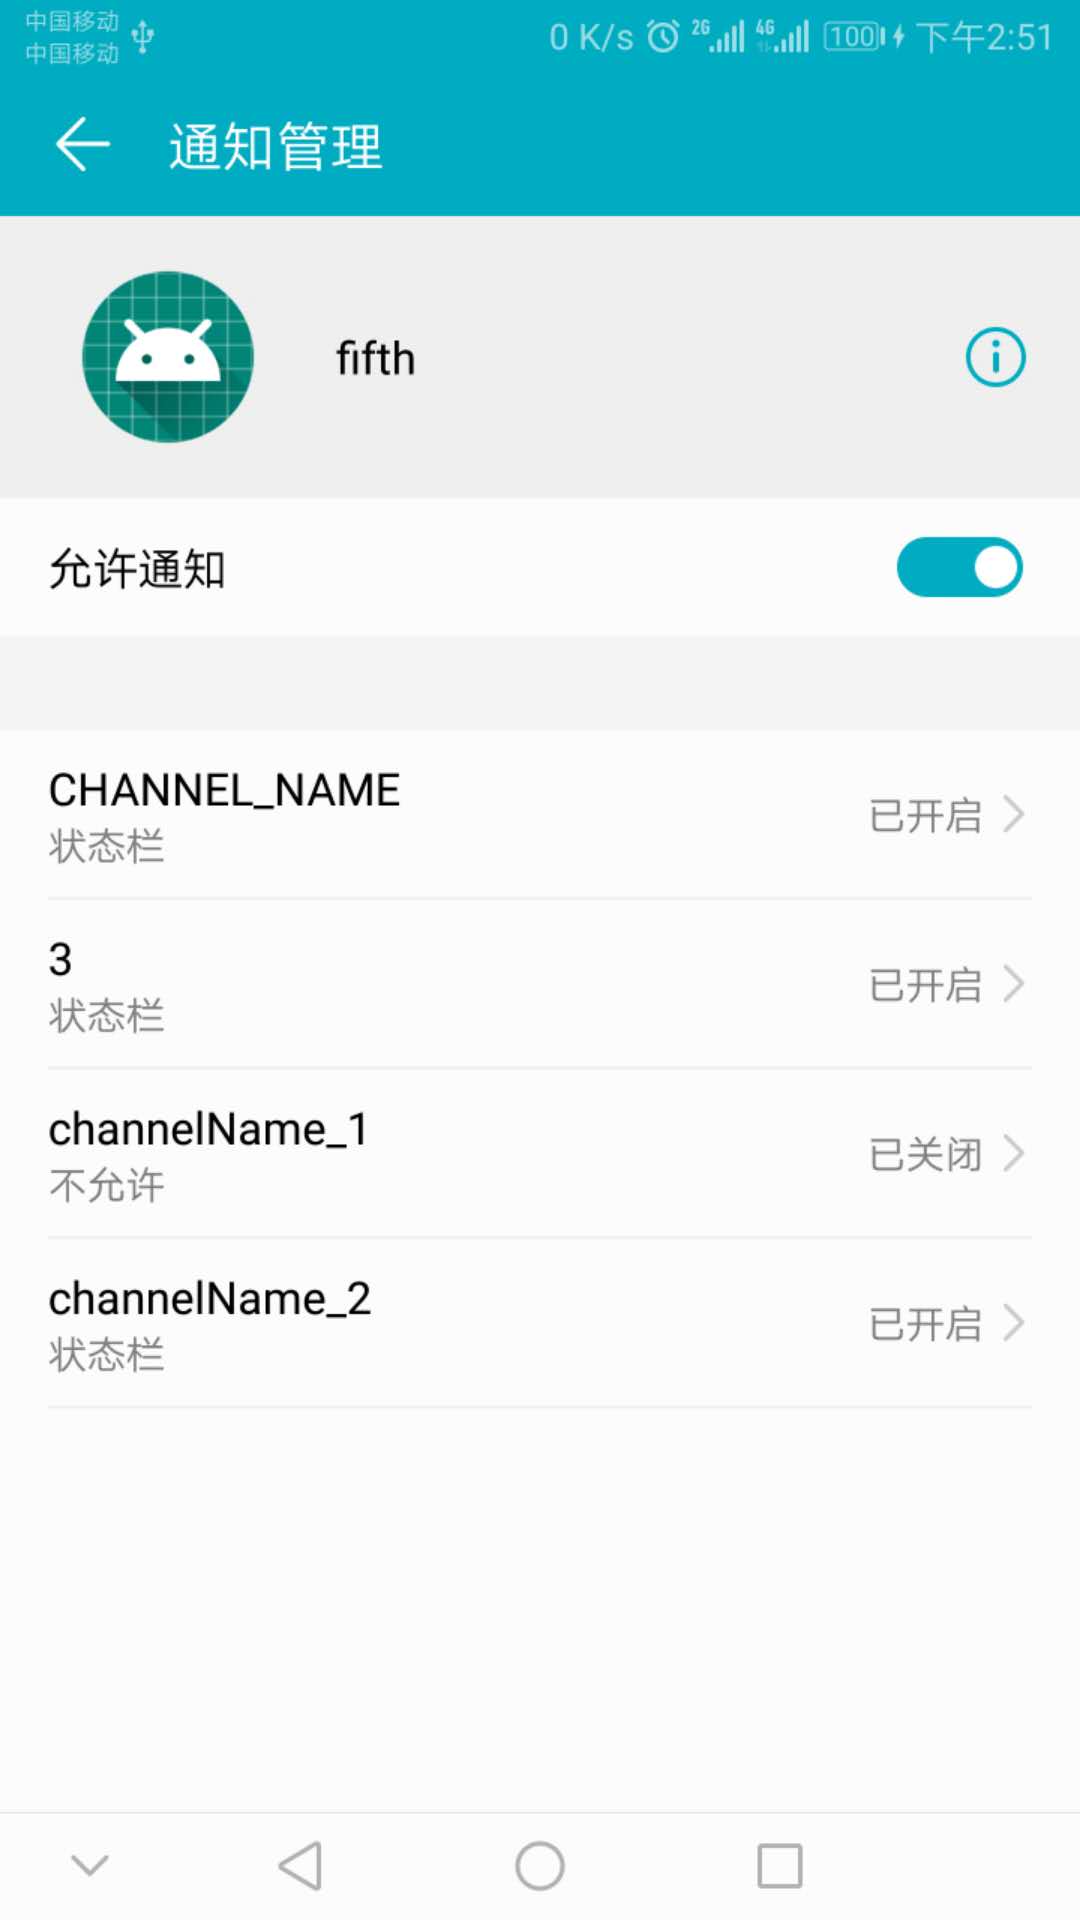 中国移动
中国移动
0 K/s 2G 4G 100 下午2:51
通知管理
fifth
允许通知
CHANNEL_NAME
状态栏
已开启
3
状态栏
已开启
channelName_1
不允许
已关闭
channelName_2
状态栏
已开启